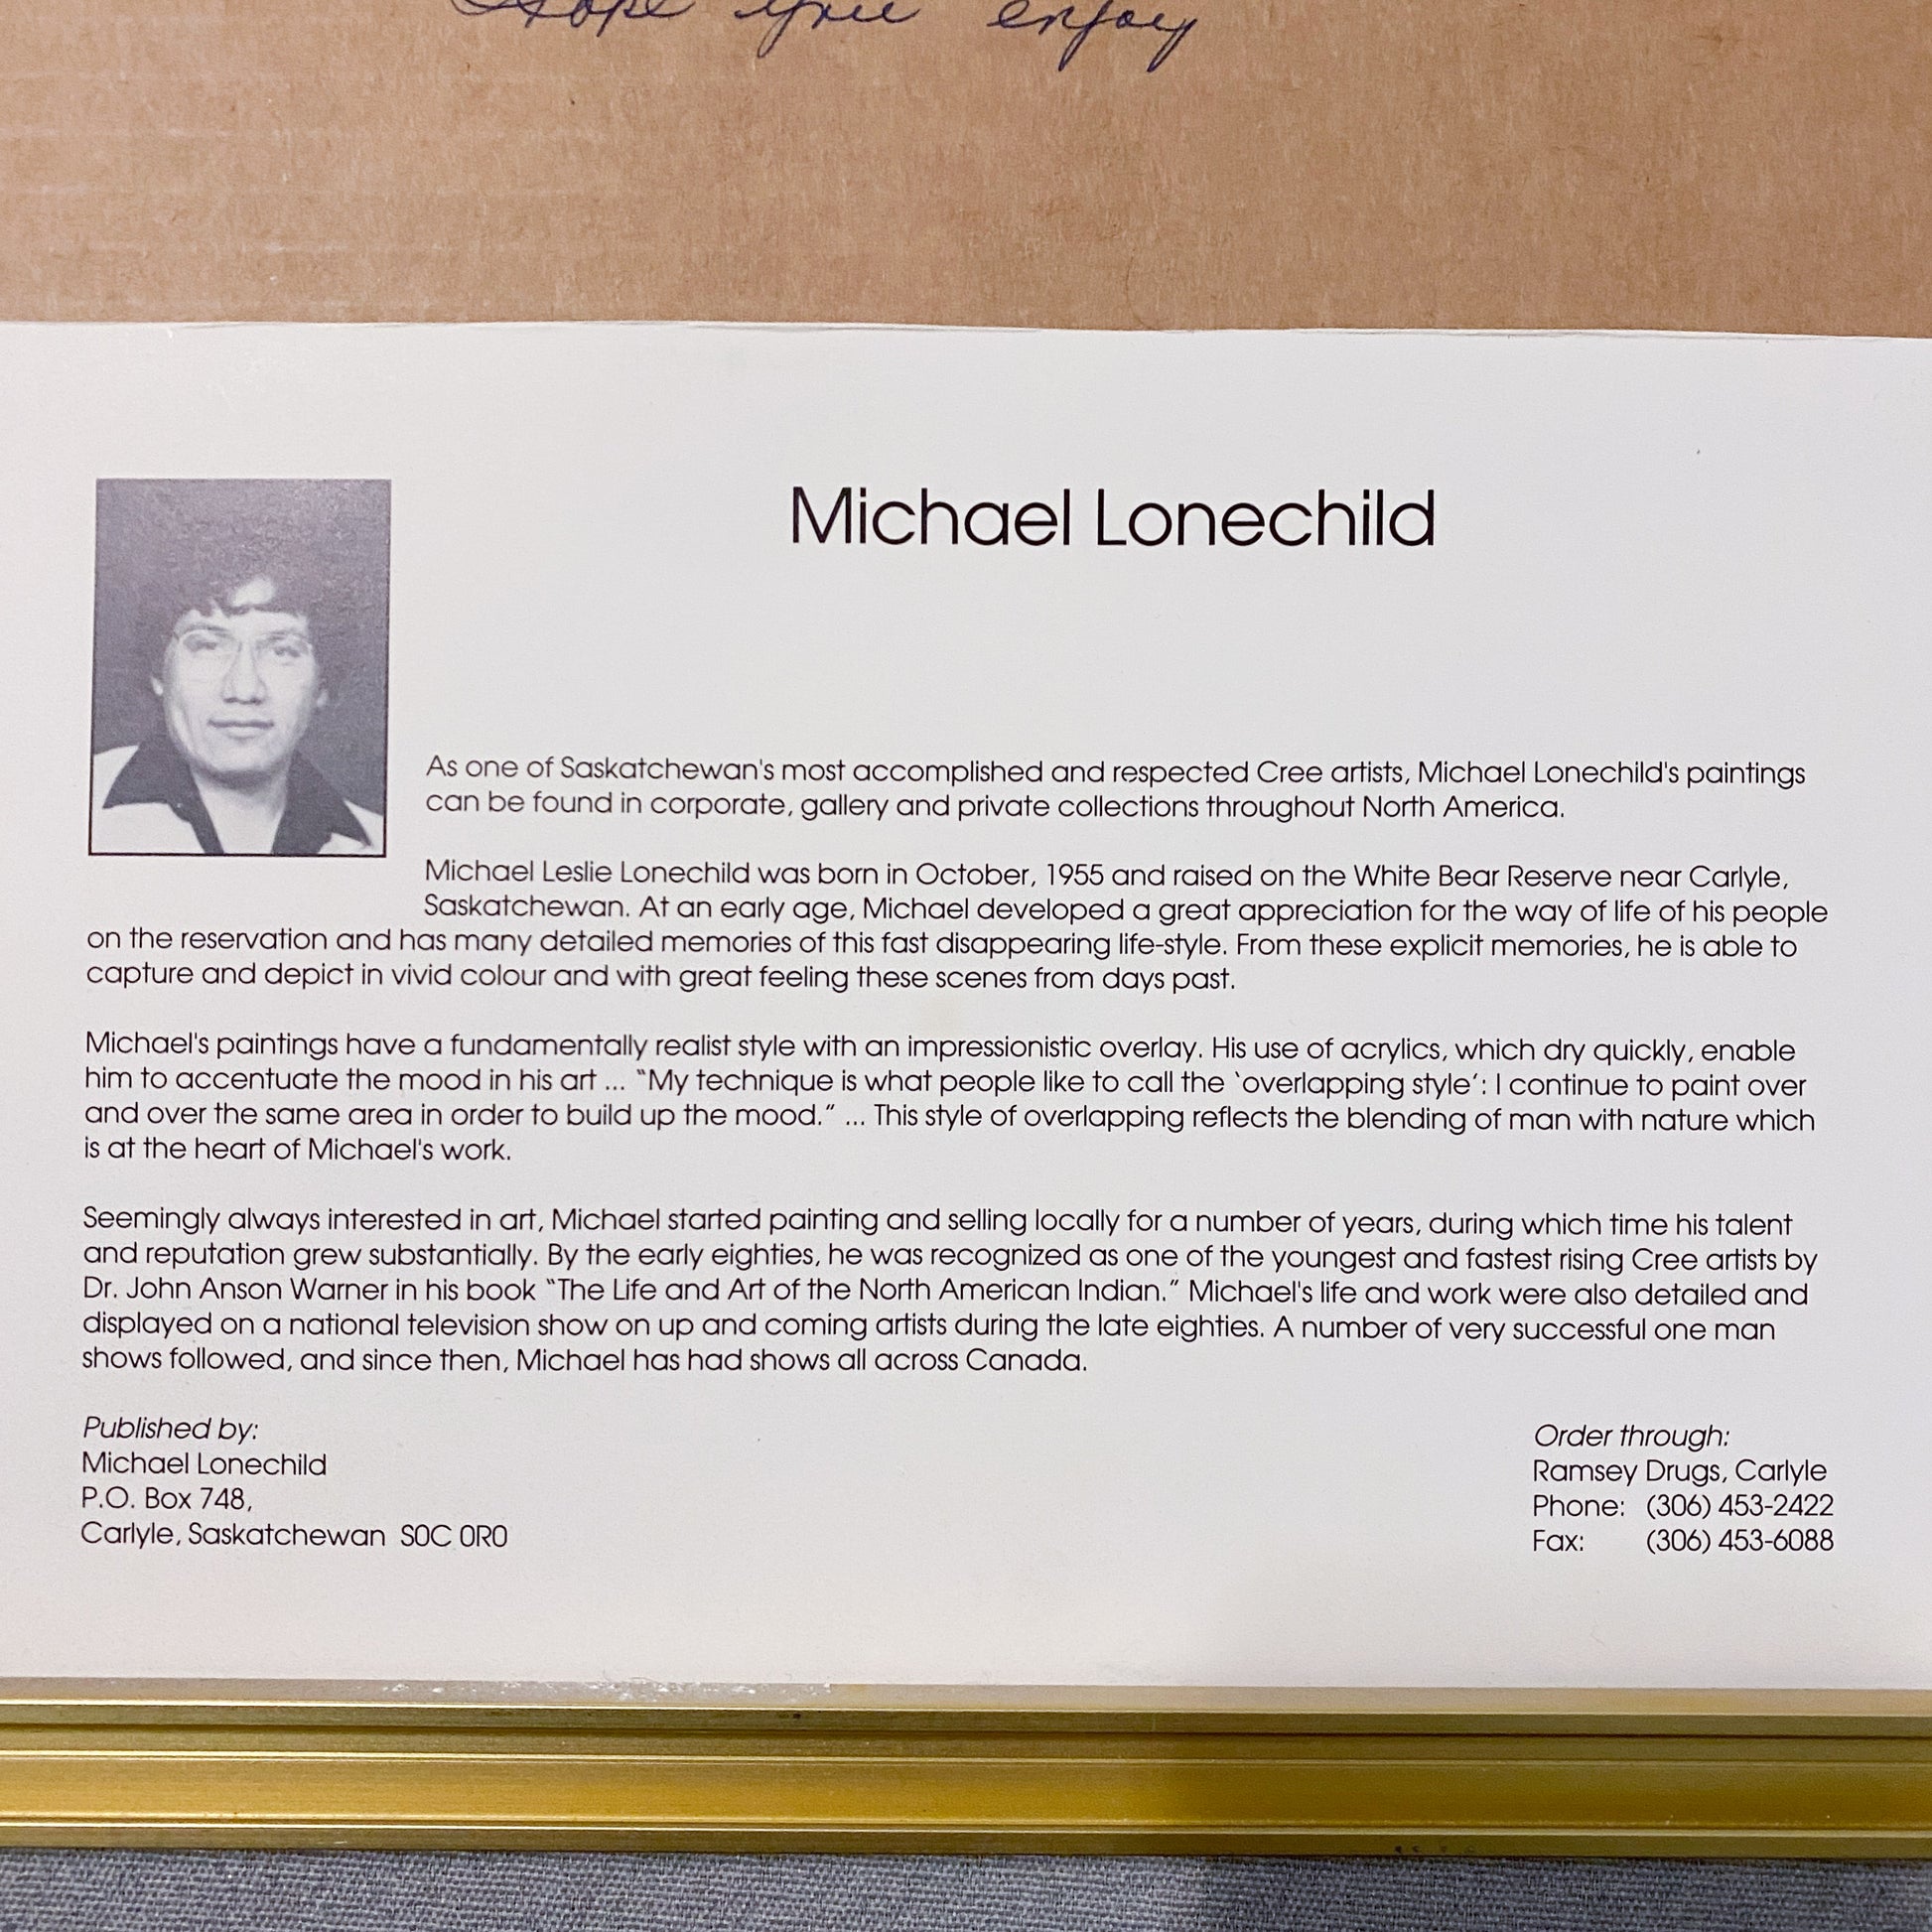 Hope you enjoy
Michael Lonechild
As one of Saskatchewan's most accomplished and respected Cree artists, Michael Lonechild's paintings
can be found in corporate, gallery and private collections throughout North America.
Michael Leslie Lonechild was born in October, 1955 and raised on the White Bear Reserve near Carlyle,
Saskatchewan. At an early age, Michael developed a great appreciation for the way of life of his people
on the reservation and has many detailed memories of this fast disappearing life-style. From these explicit memories, he is able to
capture and depict in vivid colour and with great feeling these scenes from days past.
Michael's paintings have a fundamentally realist style with an impressionistic overlay. His use of acrylics, which dry quickly, enable
him to accentuate the mood in his art ... “My technique is what people like to call the ‘overlapping style’: I continue to paint over
and over the same area in order to build up the mood.” ... This style of overlapping reflects the blending of man with nature which
is at the heart of Michael's work.
Seemingly always interested in art, Michael started painting and selling locally for a number of years, during which time his talent
and reputation grew substantially. By the early eighties, he was recognized as one of the youngest and fastest rising Cree artists by
Dr. John Anson Warner in his book “The Life and Art of the North American Indian.” Michael's life and work were also detailed and
displayed on a national television show on up and coming artists during the late eighties. A number of very successful one man
shows followed, and since then, Michael has had shows all across Canada.
Published by:
Michael Lonechild
P.O. Box 748,
Carlyle, Saskatchewan S0C 0R0
Order through:
Ramsey Drugs, Carlyle
Phone: (306) 453-2422
Fax: (306) 453-6088